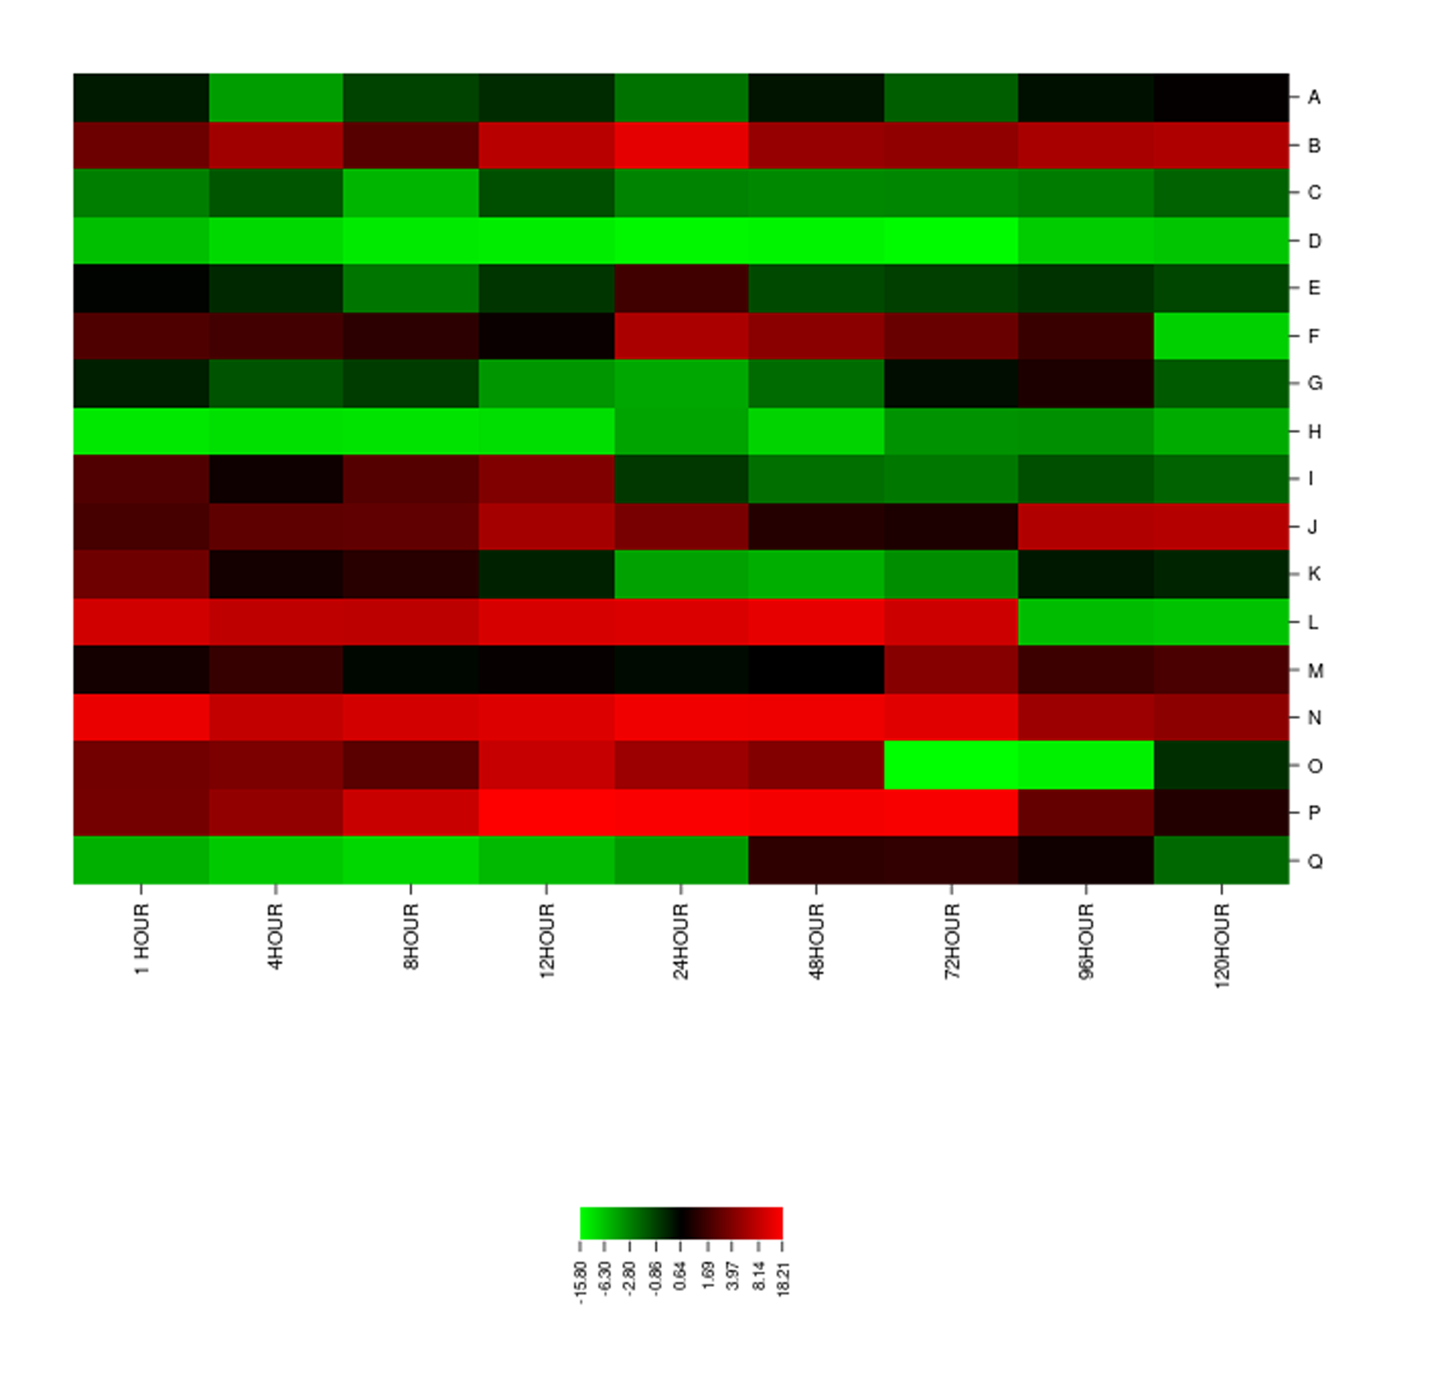 A
B
C
D
E
F
G
H
I
J
K
L
M
N
O
P
Q
1 HOUR
4HOUR
8HOUR
12HOUR
24HOUR
48HOUR
72HOUR
96HOUR
120HOUR
-15.80
-6.30
-2.80
-0.86
0.64
1.69
3.97
8.14
18.21